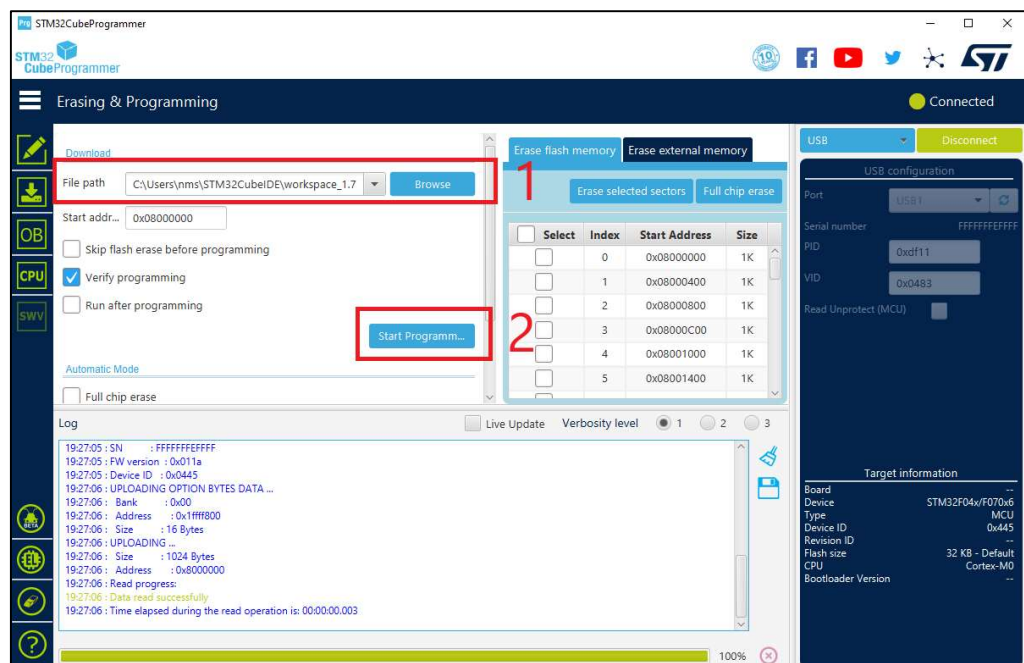 Prg STM32CubeProgrammer
STM32
CubeProgrammer
Erasing & Programming
Connected
Download
File path C:\Users\nms\STM32CubeIDE\workspace_1.7 Browse
1
Start addr... 0x08000000
Skip flash erase before programming
Verify programming
Run after programming
Start Programm...
2
Automatic Mode
Full chip erase
Erase flash memory Erase external memory
Erase selected sectors Full chip erase
Select Index Start Address Size
0 0x08000000 1K
1 0x08000400 1K
2 0x08000800 1K
3 0x08000C00 1K
4 0x08001000 1K
5 0x08001400 1K
USB Disconnect
USB configuration
Port USB1
Serial number FFFFFFFEFFFF
PID 0xdf11
VID 0x0483
Read Unprotect (MCU)
Log Live Update Verbosity level 1 2 3
19:27:05 : SN : FFFFFFFEFFFF
19:27:05 : FW version : 0x011a
19:27:05 : Device ID : 0x0445
19:27:06 : UPLOADING OPTION BYTES DATA ...
19:27:06 : Bank : 0x00
19:27:06 : Address : 0x1ffff800
19:27:06 : Size : 16 Bytes
19:27:06 : UPLOADING ...
19:27:06 : Size : 1024 Bytes
19:27:06 : Address : 0x8000000
19:27:06 : Read progress:
19:27:06 : Data read successfully
19:27:06 : Time elapsed during the read operation is: 00:00:00.003
100%
Target information
Board --
Device STM32F04x/F070x6
Type MCU
Device ID 0x445
Revision ID --
Flash size 32 KB - Default
CPU Cortex-M0
Bootloader Version --
OB
CPU
SWV
BETA
?